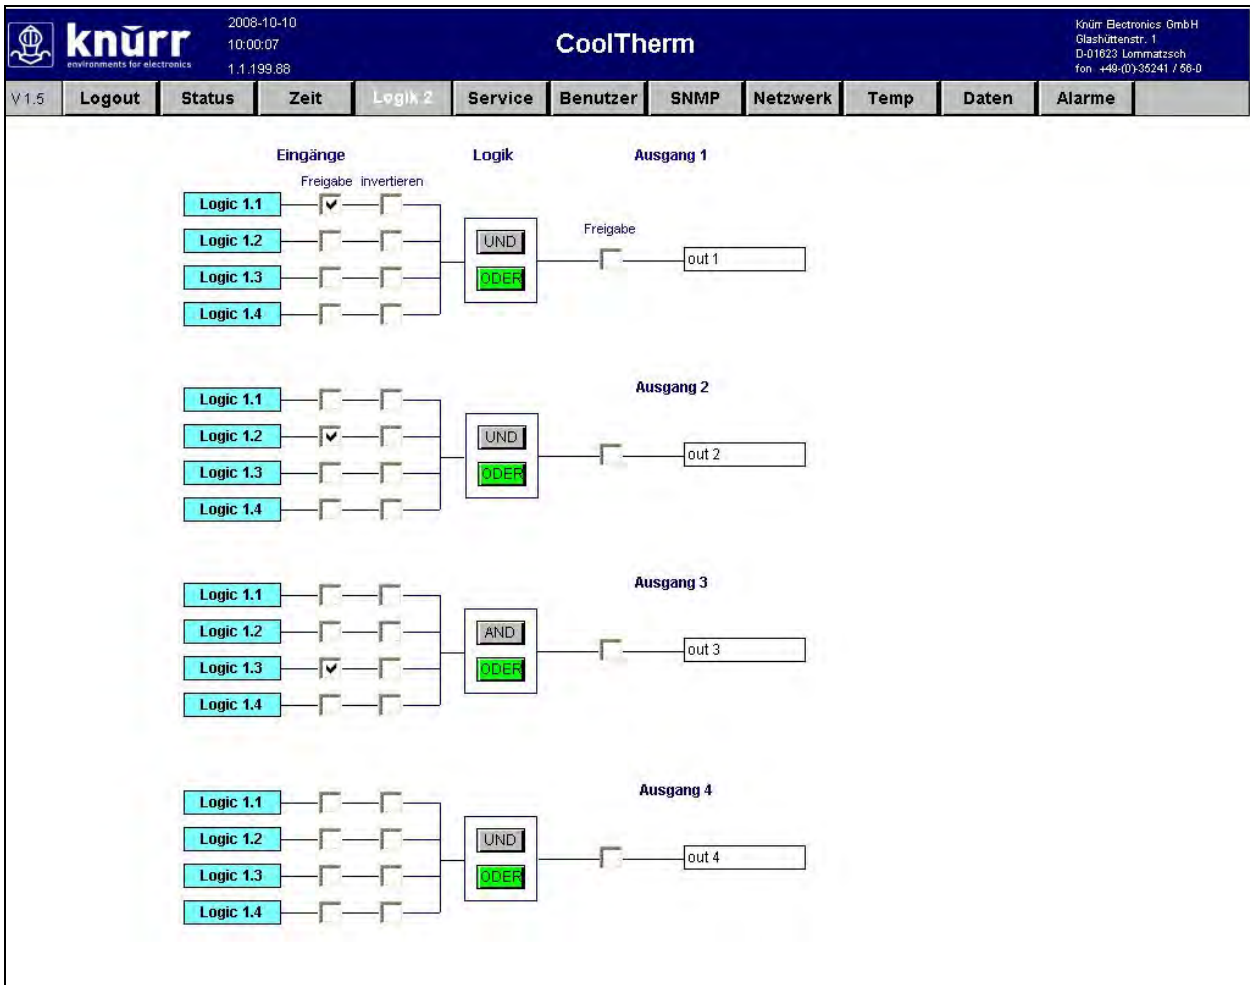 knürr
environments for electronics
2008-10-10
10:00:07
1.1.199.88
CoolTherm
Knürr Electronics GmbH
Glashüttenstr. 1
D-01623 Lommatzsch
fon +49-(0)-35241 / 56-0
V 1.5 Logout Status Zeit Logik 2 Service Benutzer SNMP Netzwerk Temp Daten Alarme
Eingänge Logik Ausgang 1
Freigabe invertieren
Logic 1.1
Logic 1.2 UND Freigabe
out 1
Logic 1.3 ODER
Logic 1.4
Ausgang 2
Logic 1.1
Logic 1.2 UND
out 2
Logic 1.3 ODER
Logic 1.4
Ausgang 3
Logic 1.1
Logic 1.2 AND
out 3
Logic 1.3 ODER
Logic 1.4
Ausgang 4
Logic 1.1
Logic 1.2 UND
out 4
Logic 1.3 ODER
Logic 1.4